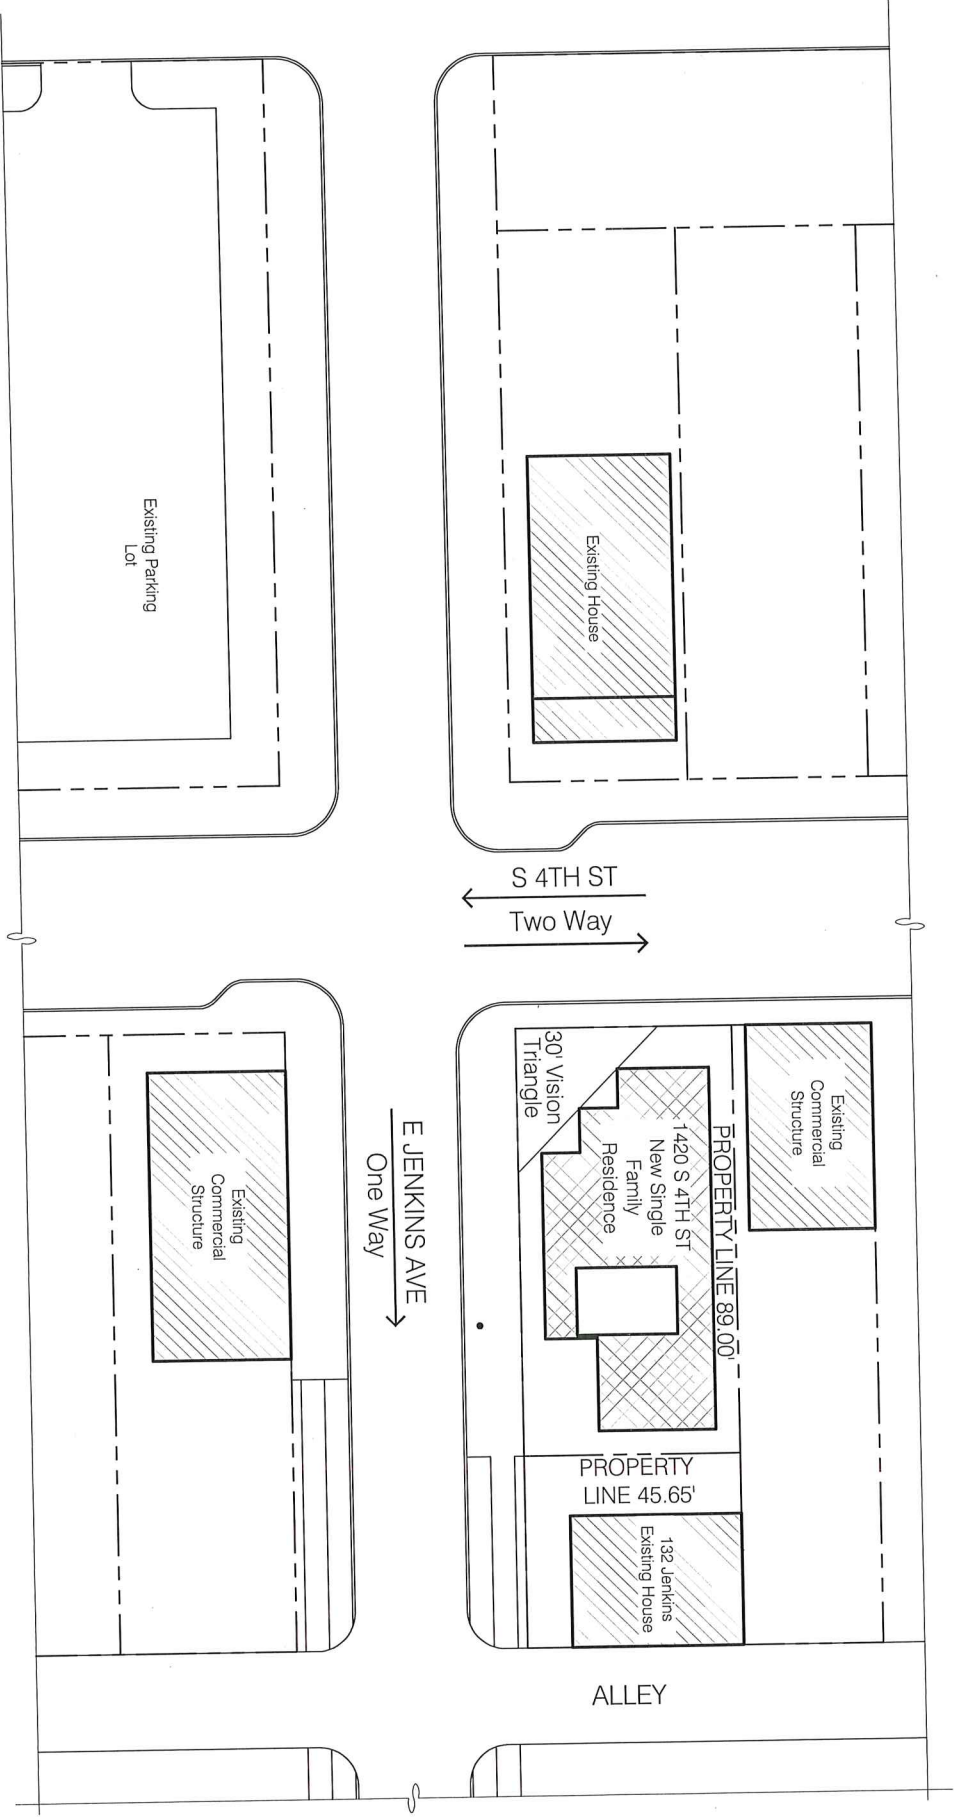 Existing Parking
Lot
Existing House
S 4TH ST
Two Way
30' Vision
Triangle
1420 S 4TH ST
New Single
Family
Residence
PROPERTY LINE 89.00'
Existing
Commercial
Structure
E JENKINS AVE
One Way
Existing
Commercial
Structure
PROPERTY
LINE 45.65'
132 Jenkins
Existing House
ALLEY